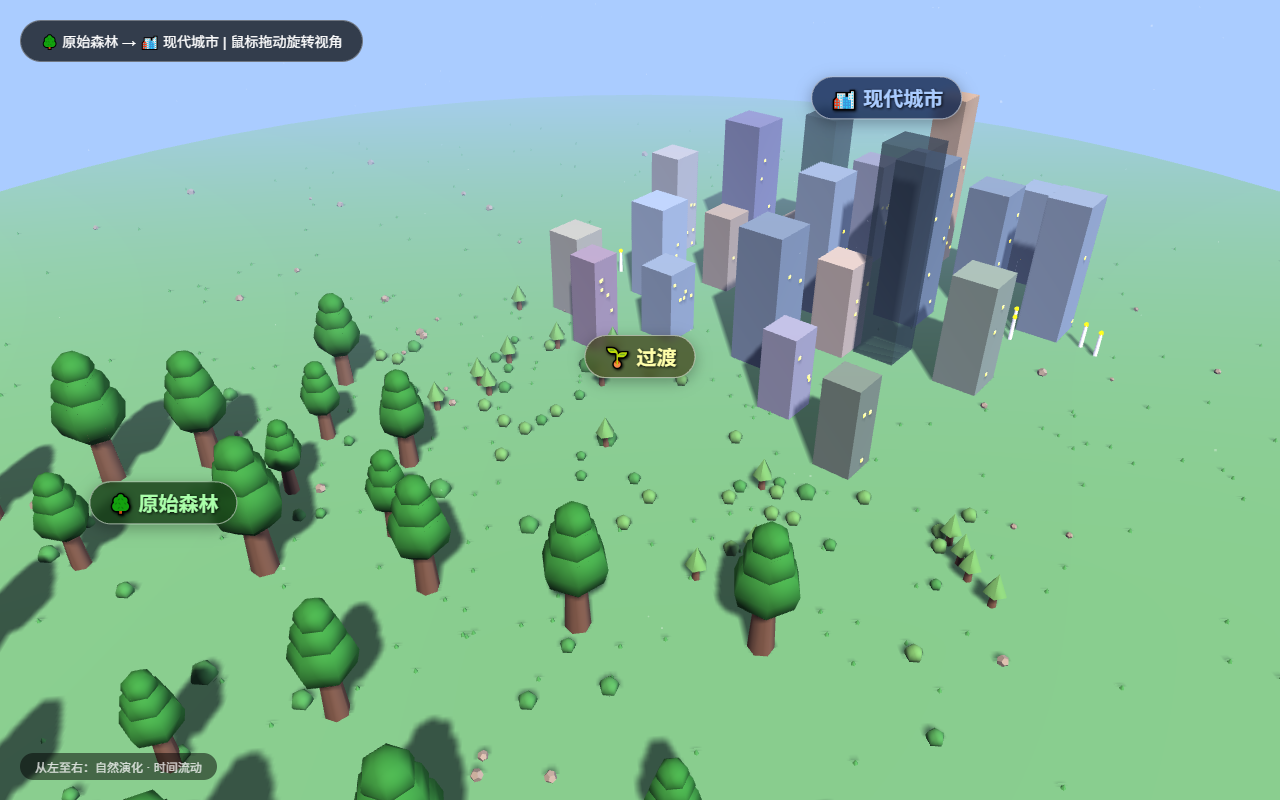 原始森林 → 现代城市 | 鼠标拖动旋转视角
现代城市
过渡
原始森林
从左至右：自然演化 · 时间流动